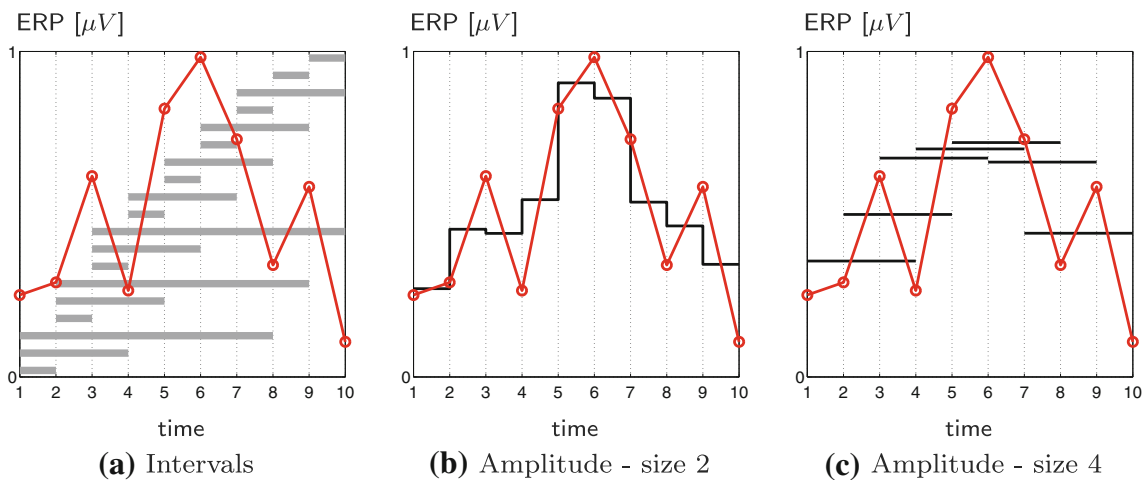 ERP [μV]
ERP [μV]
ERP [μV]
1
1
1
0
0
0
1 2 3 4 5 6 7 8 9 10
1 2 3 4 5 6 7 8 9 10
1 2 3 4 5 6 7 8 9 10
time
time
time
(a) Intervals
(b) Amplitude - size 2
(c) Amplitude - size 4